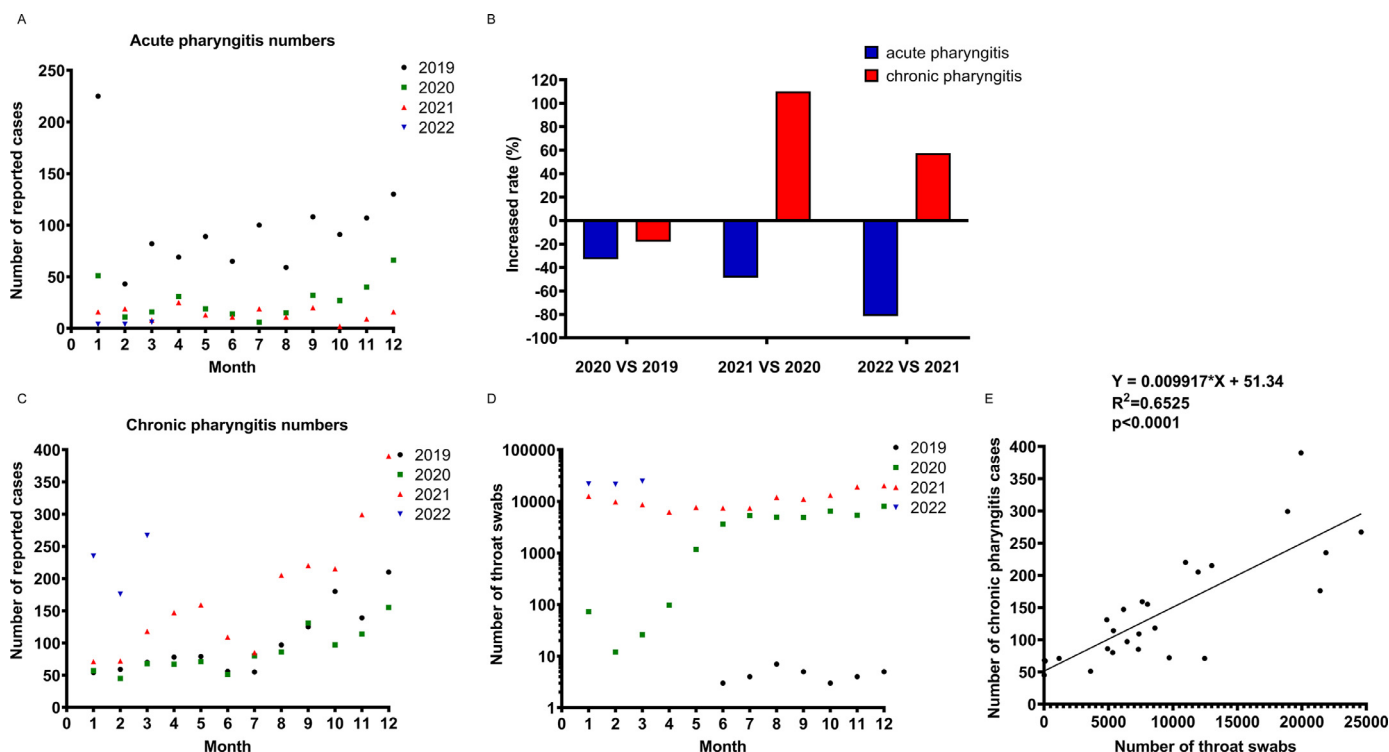 A
Acute pharyngitis numbers
Number of reported cases
250
200
150
100
50
0
0 1 2 3 4 5 6 7 8 9 10 11 12
Month
2019
2020
2021
2022
B
acute pharyngitis
chronic pharyngitis
Increased rate (%)
120
100
80
60
40
20
0
-20
-40
-60
-80
-100
2020 VS 2019
2021 VS 2020
2022 VS 2021
C
Chronic pharyngitis numbers
Number of reported cases
400
350
300
250
200
150
100
50
0
0 1 2 3 4 5 6 7 8 9 10 11 12
Month
2019
2020
2021
2022
D
Number of throat swabs
100000
10000
1000
100
10
1
0 1 2 3 4 5 6 7 8 9 10 11 12
Month
2019
2020
2021
2022
E
Y = 0.009917*X + 51.34
R²=0.6525
p<0.0001
Number of chronic pharyngitis cases
400
350
300
250
200
150
100
50
0
0 5000 10000 15000 20000 25000
Number of throat swabs